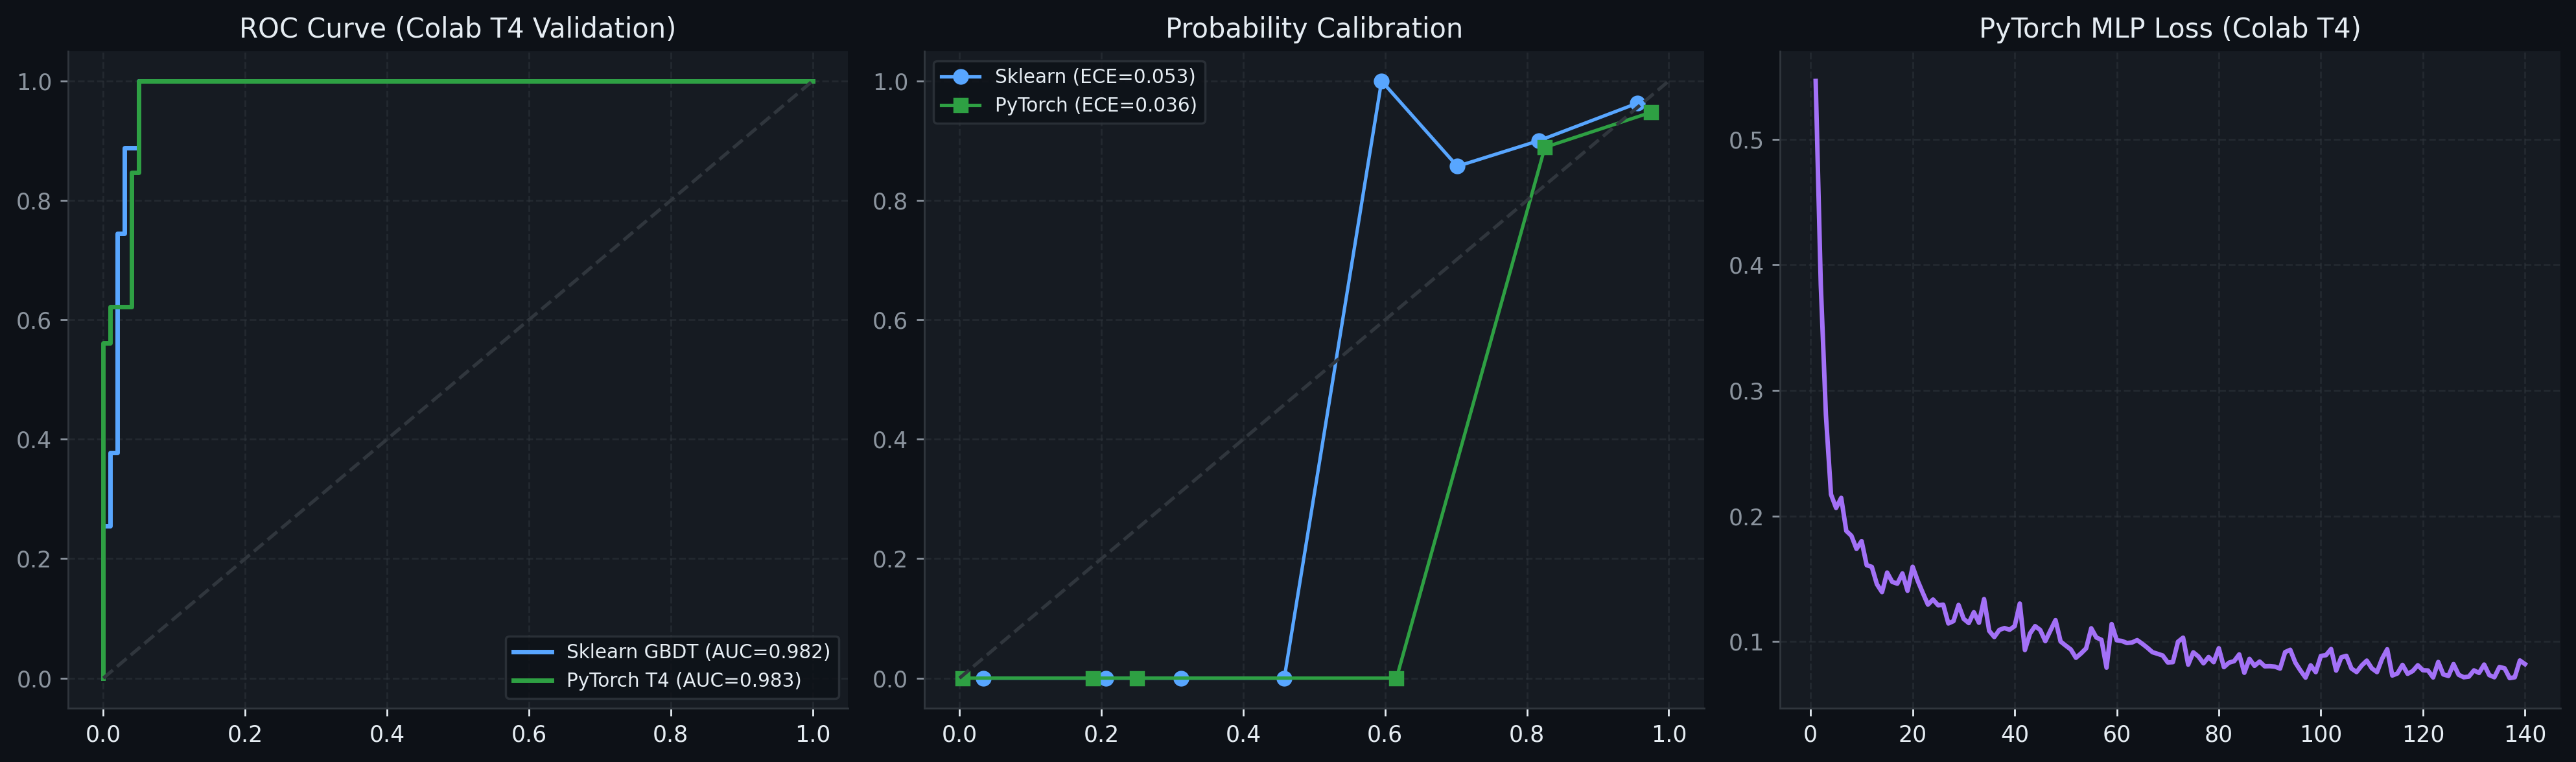 ROC Curve (Colab T4 Validation)
1.0
0.8
0.6
0.4
0.2
0.0
0.0 0.2 0.4 0.6 0.8 1.0
Sklearn GBDT (AUC=0.982)
PyTorch T4 (AUC=0.983)
Probability Calibration
Sklearn (ECE=0.053)
PyTorch (ECE=0.036)
1.0
0.8
0.6
0.4
0.2
0.0
0.0 0.2 0.4 0.6 0.8 1.0
PyTorch MLP Loss (Colab T4)
0.5
0.4
0.3
0.2
0.1
0 20 40 60 80 100 120 140